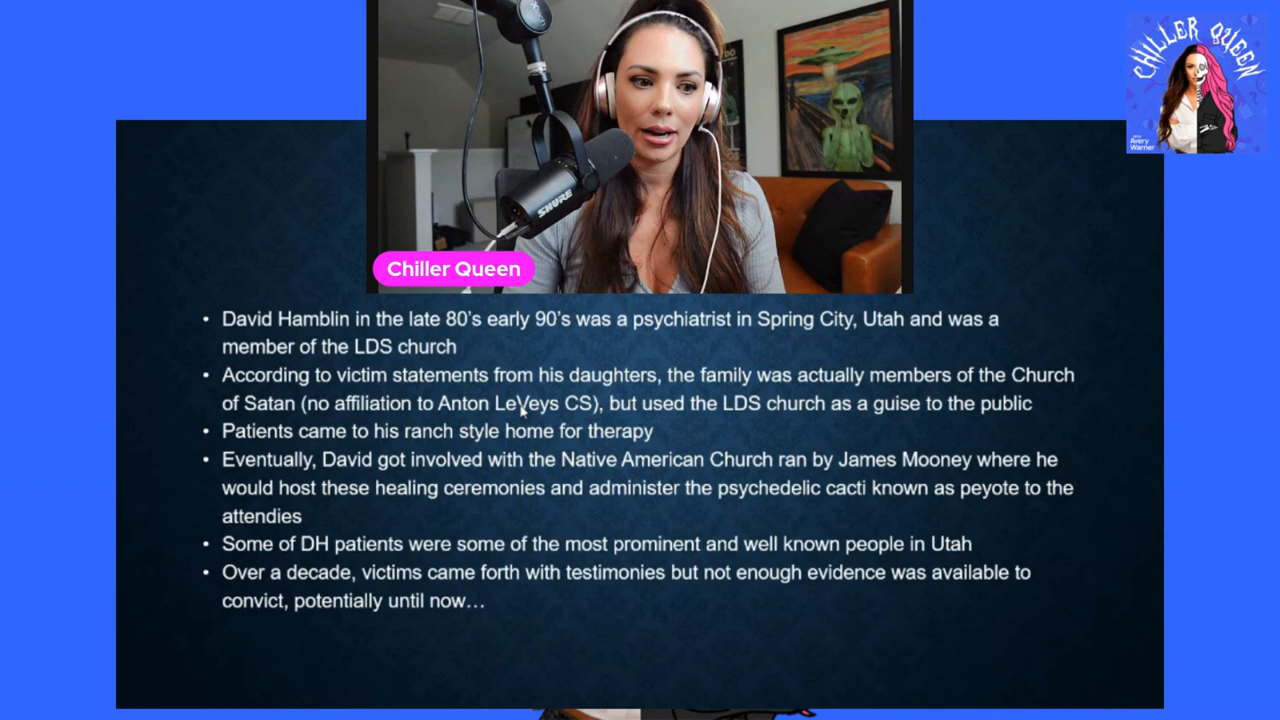 CHILLER QUEEN
WITH
Avery
Warner
SHURE
Chiller Queen
• David Hamblin in the late 80's early 90's was a psychiatrist in Spring City, Utah and was a
member of the LDS church
• According to victim statements from his daughters, the family was actually members of the Church
of Satan (no affiliation to Anton LeVeys CS), but used the LDS church as a guise to the public
• Patients came to his ranch style home for therapy
• Eventually, David got involved with the Native American Church ran by James Mooney where he
would host these healing ceremonies and administer the psychedelic cacti known as peyote to the
attendies
• Some of DH patients were some of the most prominent and well known people in Utah
• Over a decade, victims came forth with testimonies but not enough evidence was available to
convict, potentially until now…